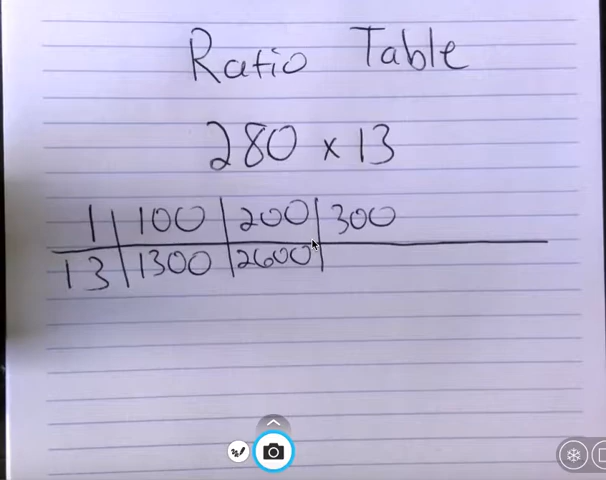 Ratio Table
280 x 13
1 | 100 | 200 | 300
13 | 1300 | 2600 |